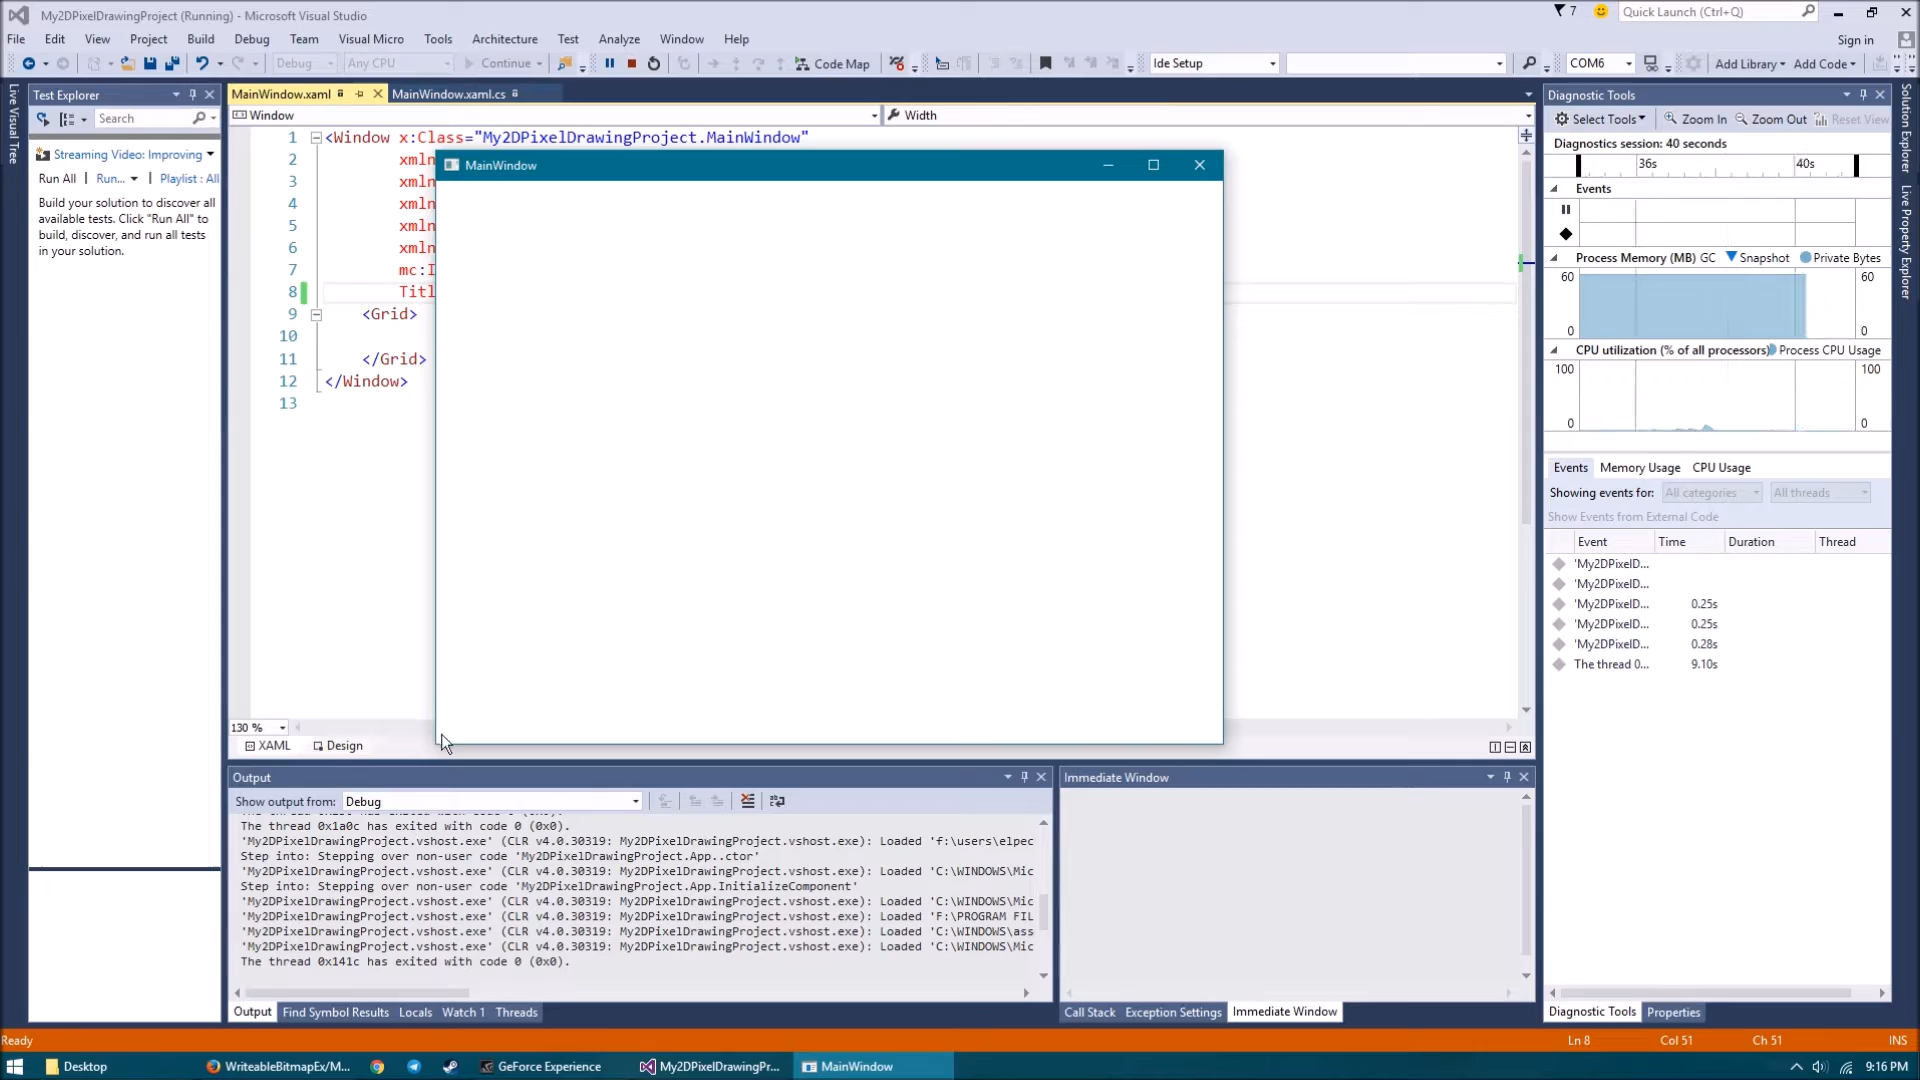 My2DPixelDrawingProject (Running) - Microsoft Visual Studio
7
Quick Launch (Ctrl+Q)
File Edit View Project Build Debug Team Visual Micro Tools Architecture Test Analyze Window Help
Sign in
Debug Any CPU Continue Code Map Ide Setup COM6 Add Library Add Code
Live Visual Tree
Test Explorer
Search
Streaming Video: Improving
Run All | Run... | Playlist : All
Build your solution to discover all
available tests. Click "Run All" to
build, discover, and run all tests
in your solution.
MainWindow.xaml MainWindow.xaml.cs
Window Width
1 <Window x:Class="My2DPixelDrawingProject.MainWindow"
2 xmln
3 xmln
4 xmln
5 xmln
6 xmln
7 mc:I
8 Titl
9 <Grid>
10
11 </Grid>
12 </Window>
13
MainWindow
130 %
XAML Design
Output
Show output from: Debug
The thread 0x1a0c has exited with code 0 (0x0).
'My2DPixelDrawingProject.vshost.exe' (CLR v4.0.30319: My2DPixelDrawingProject.vshost.exe): Loaded 'f:\users\elpec
Step into: Stepping over non-user code 'My2DPixelDrawingProject.App..ctor'
'My2DPixelDrawingProject.vshost.exe' (CLR v4.0.30319: My2DPixelDrawingProject.vshost.exe): Loaded 'C:\WINDOWS\Mic
Step into: Stepping over non-user code 'My2DPixelDrawingProject.App.InitializeComponent'
'My2DPixelDrawingProject.vshost.exe' (CLR v4.0.30319: My2DPixelDrawingProject.vshost.exe): Loaded 'C:\WINDOWS\Mic
'My2DPixelDrawingProject.vshost.exe' (CLR v4.0.30319: My2DPixelDrawingProject.vshost.exe): Loaded 'F:\PROGRAM FIL
'My2DPixelDrawingProject.vshost.exe' (CLR v4.0.30319: My2DPixelDrawingProject.vshost.exe): Loaded 'C:\WINDOWS\ass
'My2DPixelDrawingProject.vshost.exe' (CLR v4.0.30319: My2DPixelDrawingProject.vshost.exe): Loaded 'C:\WINDOWS\Mic
The thread 0x141c has exited with code 0 (0x0).
Output Find Symbol Results Locals Watch 1 Threads
Immediate Window
Call Stack Exception Settings Immediate Window
Diagnostic Tools
Select Tools Zoom In Zoom Out Reset View
Diagnostics session: 40 seconds
36s 40s
Events
Process Memory (MB) GC Snapshot Private Bytes
60 60
0 0
CPU utilization (% of all processors) Process CPU Usage
100 100
0 0
Events Memory Usage CPU Usage
Showing events for: All categories All threads
Show Events from External Code
Event Time Duration Thread
'My2DPixelD...
'My2DPixelD...
'My2DPixelD... 0.25s
'My2DPixelD... 0.25s
'My2DPixelD... 0.28s
The thread 0... 9.10s
Diagnostic Tools Properties
Solution Explorer
Live Property Explorer
Ready Ln 8 Col 51 Ch 51 INS
Desktop WriteableBitmapEx/M... GeForce Experience My2DPixelDrawingPr... MainWindow 9:16 PM